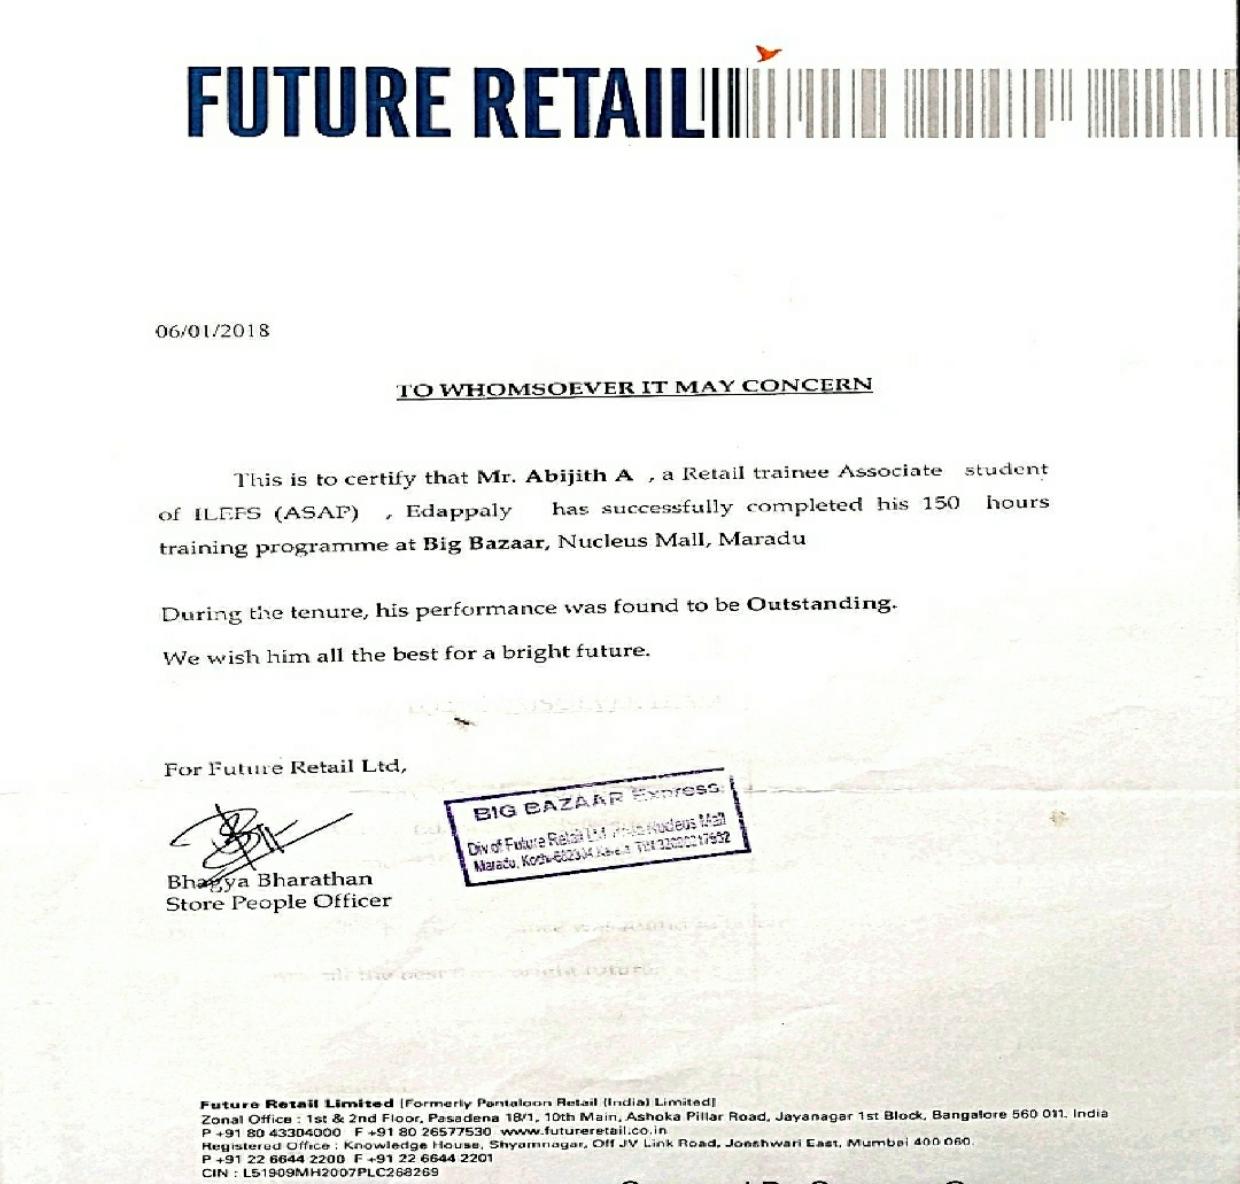 FUTURE RETAIL
06/01/2018
TO WHOMSOEVER IT MAY CONCERN
This is to certify that Mr. Abijith A , a Retail trainee Associate student
of ILEFS (ASAP) , Edappaly has successfully completed his 150 hours
training programme at Big Bazaar, Nucleus Mall, Maradu
During the tenure, his performance was found to be Outstanding.
We wish him all the best for a bright future.
For Future Retail Ltd,
BIG BAZAAR Express
Div of Future Retail Ltd Nucleus Mall
Maradu,
Bhagya Bharathan
Store People Officer
Future Retail Limited (Formerly Pantaloon Retail (India) Limited)
Zonal Office : 1st & 2nd Floor, Pasadena 18/1, 10th Main, Ashoka Pillar Road, Jayanagar 1st Block, Bangalore 560 011. India
P +91 80 43304000 F +91 80 26577530 www.futureretail.co.in
Registered Office : Knowledge House, Shyamnagar, Off JV Link Road, Jogeshwari East, Mumbai 400 060.
P +91 22 6644 2200 F +91 22 6644 2201
CIN : L51909MH2007PLC268269